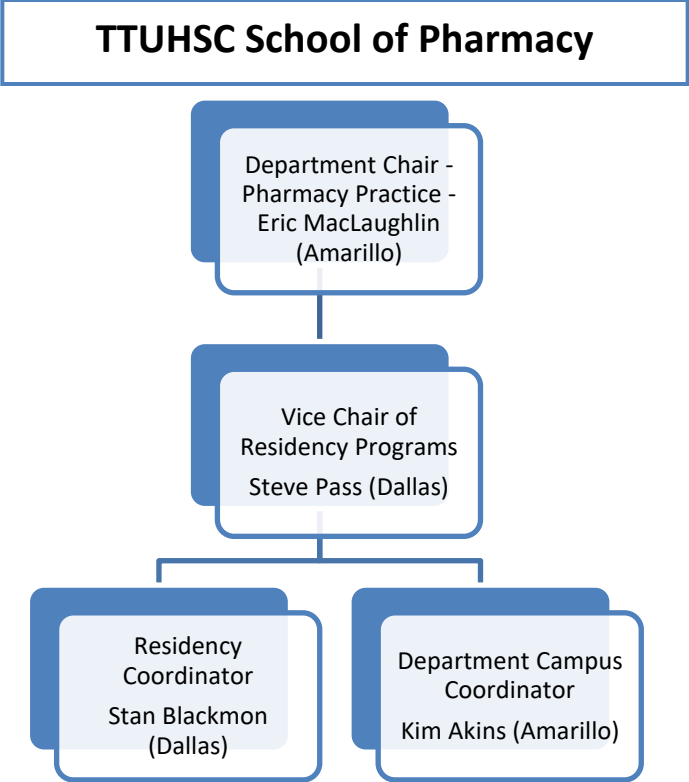 TTUHSC School of Pharmacy
Department Chair -
Pharmacy Practice -
Eric MacLaughlin
(Amarillo)
Vice Chair of
Residency Programs
Steve Pass (Dallas)
Residency
Coordinator
Stan Blackmon
(Dallas)
Department Campus
Coordinator
Kim Akins (Amarillo)